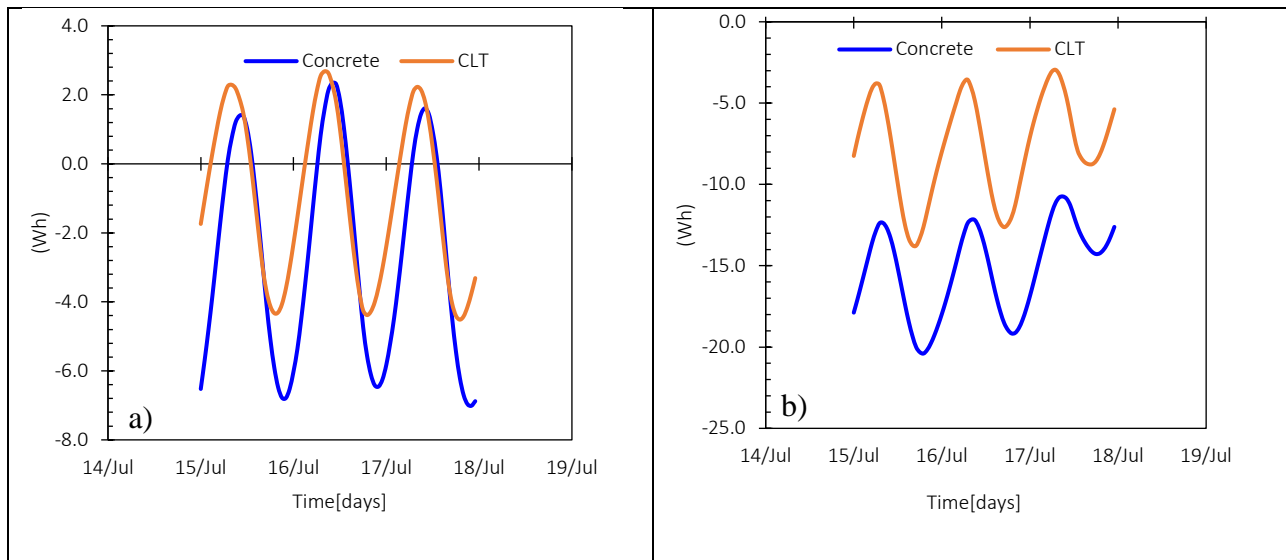 4.0
2.0
0.0
-2.0
-4.0
-6.0
-8.0
(Wh)
Concrete
CLT
a)
14/Jul
15/Jul
16/Jul
17/Jul
18/Jul
19/Jul
Time[days]
0.0
-5.0
-10.0
-15.0
-20.0
-25.0
(Wh)
Concrete
CLT
b)
14/Jul
15/Jul
16/Jul
17/Jul
18/Jul
19/Jul
Time[days]